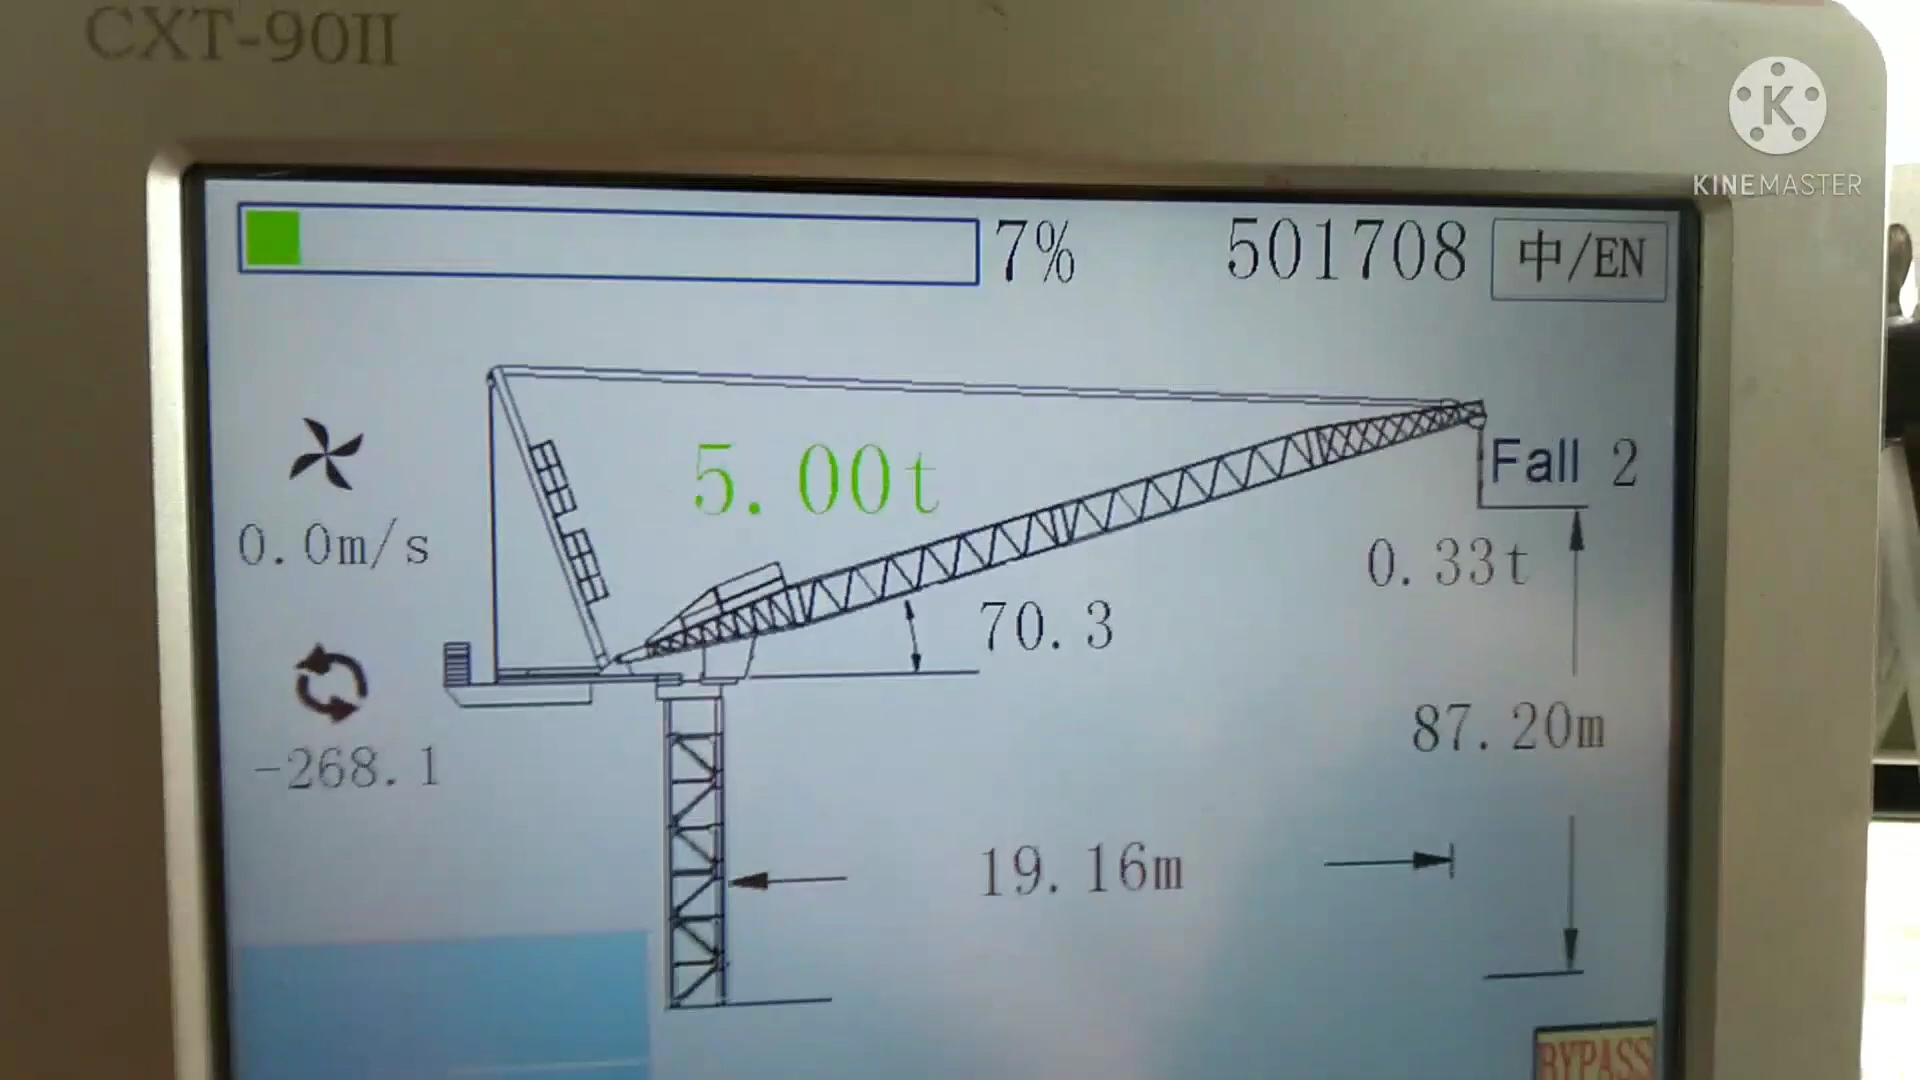 CXT-90II
K
KINEMASTER
7%
501708
中/EN
5.00t
Fall 2
0.0m/s
0.33t
70.3
-268.1
87.20m
19.16m
BYPASS